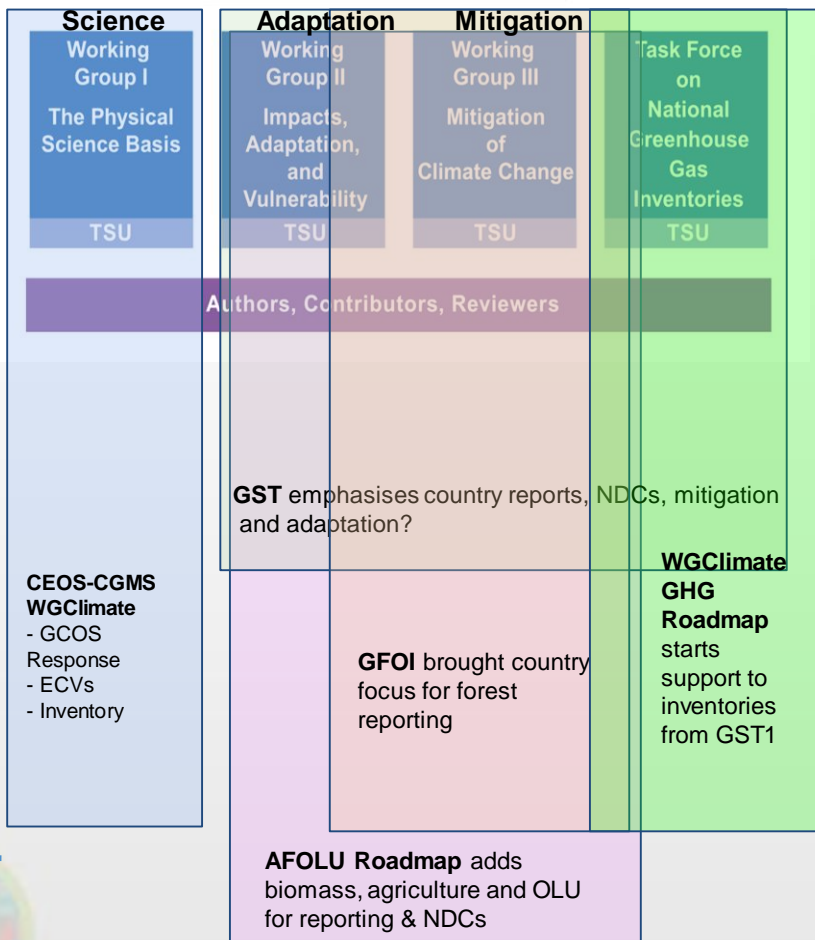 Science
Adaptation
Mitigation
Working
Group I
The Physical
Science Basis
TSU
Working
Group II
Impacts,
Adaptation,
and
Vulnerability
TSU
Working
Group III
Mitigation
of
Climate Change
TSU
Task Force
on
National
Greenhouse
Gas
Inventories
TSU
Authors, Contributors, Reviewers
GST emphasises country reports, NDCs, mitigation
and adaptation?
CEOS-CGMS
WGClimate
- GCOS
Response
- ECVs
- Inventory
GFOI brought country
focus for forest
reporting
WGClimate
GHG
Roadmap
starts
support to
inventories
from GST1
AFOLU Roadmap adds
biomass, agriculture and OLU
for reporting & NDCs